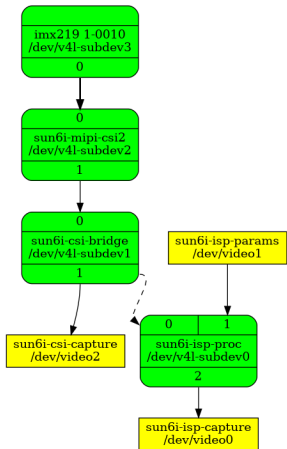 imx219 1-0010
/dev/v4l-subdev3
0
0
sun6i-mipi-csi2
/dev/v4l-subdev2
1
0
sun6i-csi-bridge
/dev/v4l-subdev1
1
sun6i-isp-params
/dev/video1
sun6i-csi-capture
/dev/video2
0 1
sun6i-isp-proc
/dev/v4l-subdev0
2
sun6i-isp-capture
/dev/video0